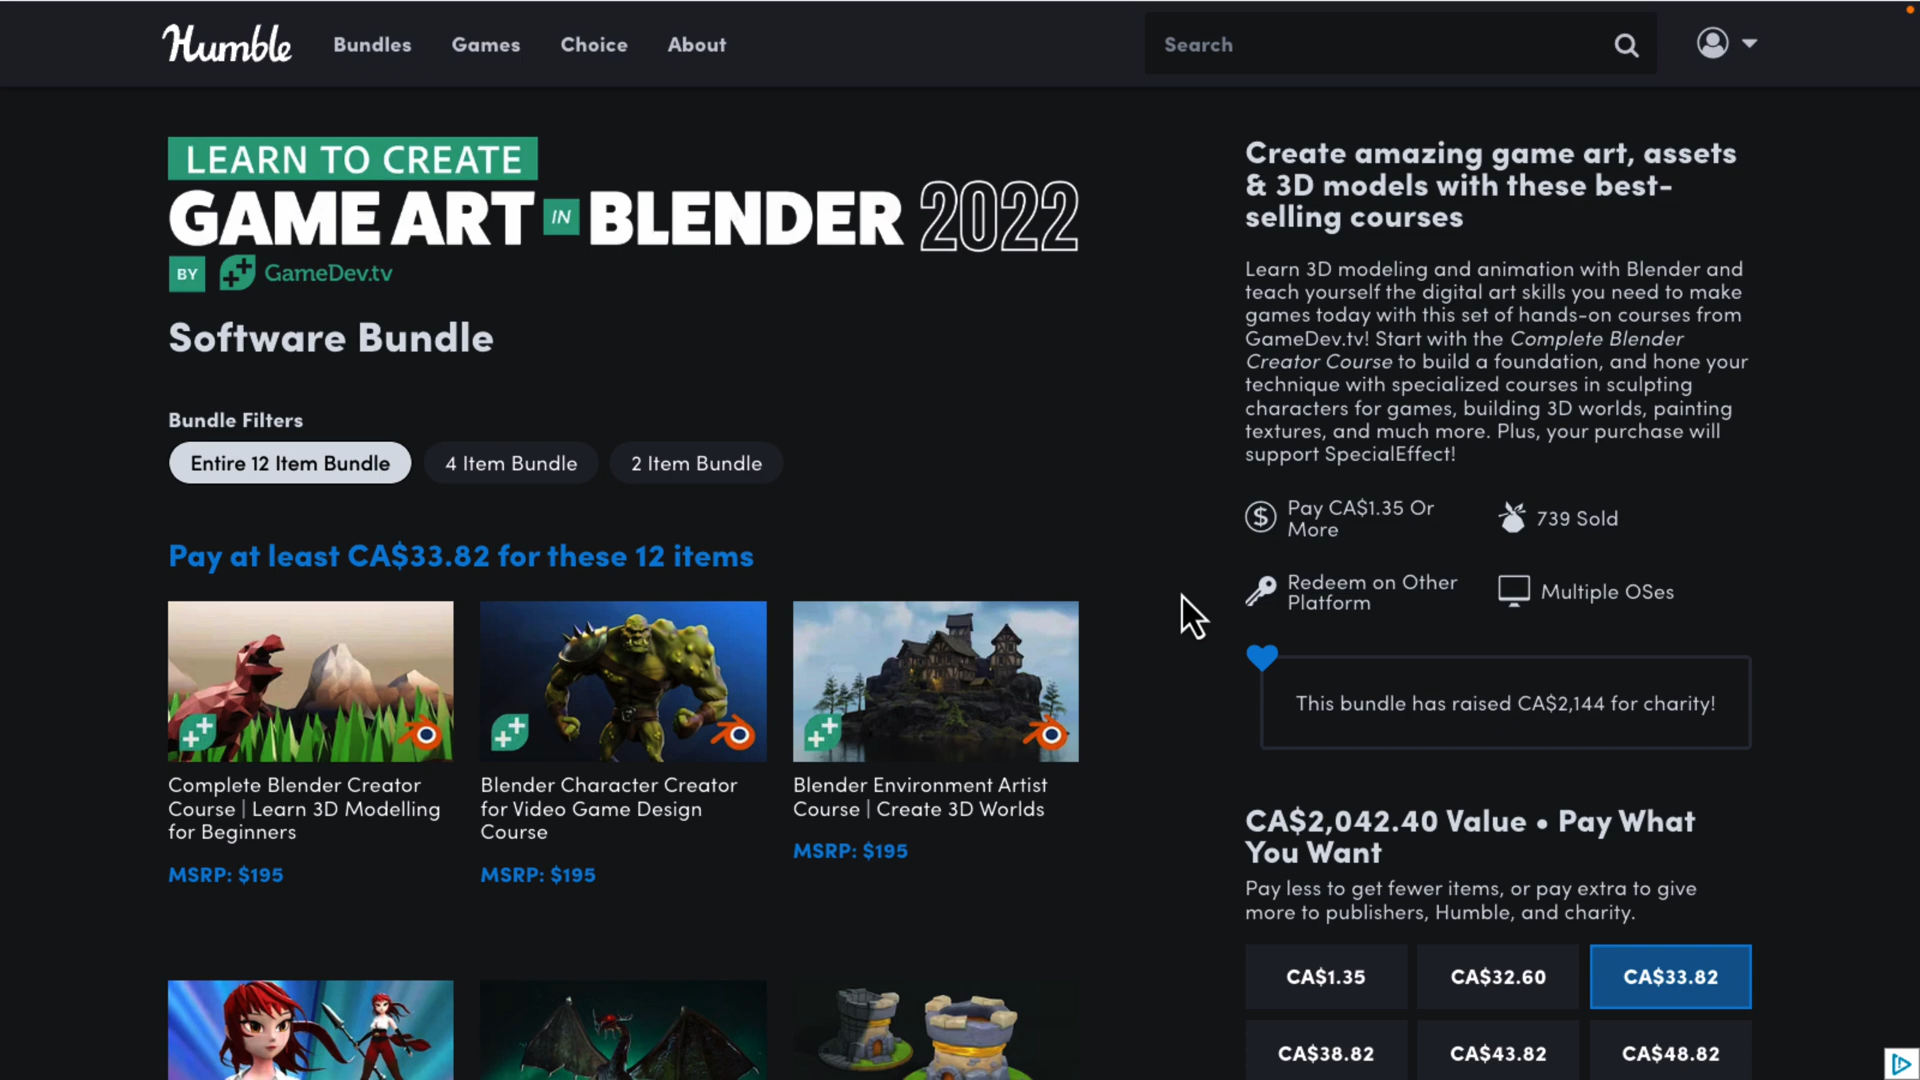 Humble
Bundles
Games
Choice
About
Search
LEARN TO CREATE
GAME ART IN BLENDER 2022
BY GameDev.tv
Software Bundle
Bundle Filters
Entire 12 Item Bundle
4 Item Bundle
2 Item Bundle
Pay at least CA$33.82 for these 12 items
Complete Blender Creator
Course | Learn 3D Modelling
for Beginners
MSRP: $195
Blender Character Creator
for Video Game Design
Course
MSRP: $195
Blender Environment Artist
Course | Create 3D Worlds
MSRP: $195
Create amazing game art, assets
& 3D models with these best-
selling courses
Learn 3D modeling and animation with Blender and
teach yourself the digital art skills you need to make
games today with this set of hands-on courses from
GameDev.tv! Start with the Complete Blender
Creator Course to build a foundation, and hone your
technique with specialized courses in sculpting
characters for games, building 3D worlds, painting
textures, and much more. Plus, your purchase will
support SpecialEffect!
Pay CA$1.35 Or
More
739 Sold
Redeem on Other
Platform
Multiple OSes
This bundle has raised CA$2,144 for charity!
CA$2,042.40 Value • Pay What
You Want
Pay less to get fewer items, or pay extra to give
more to publishers, Humble, and charity.
CA$1.35
CA$32.60
CA$33.82
CA$38.82
CA$43.82
CA$48.82